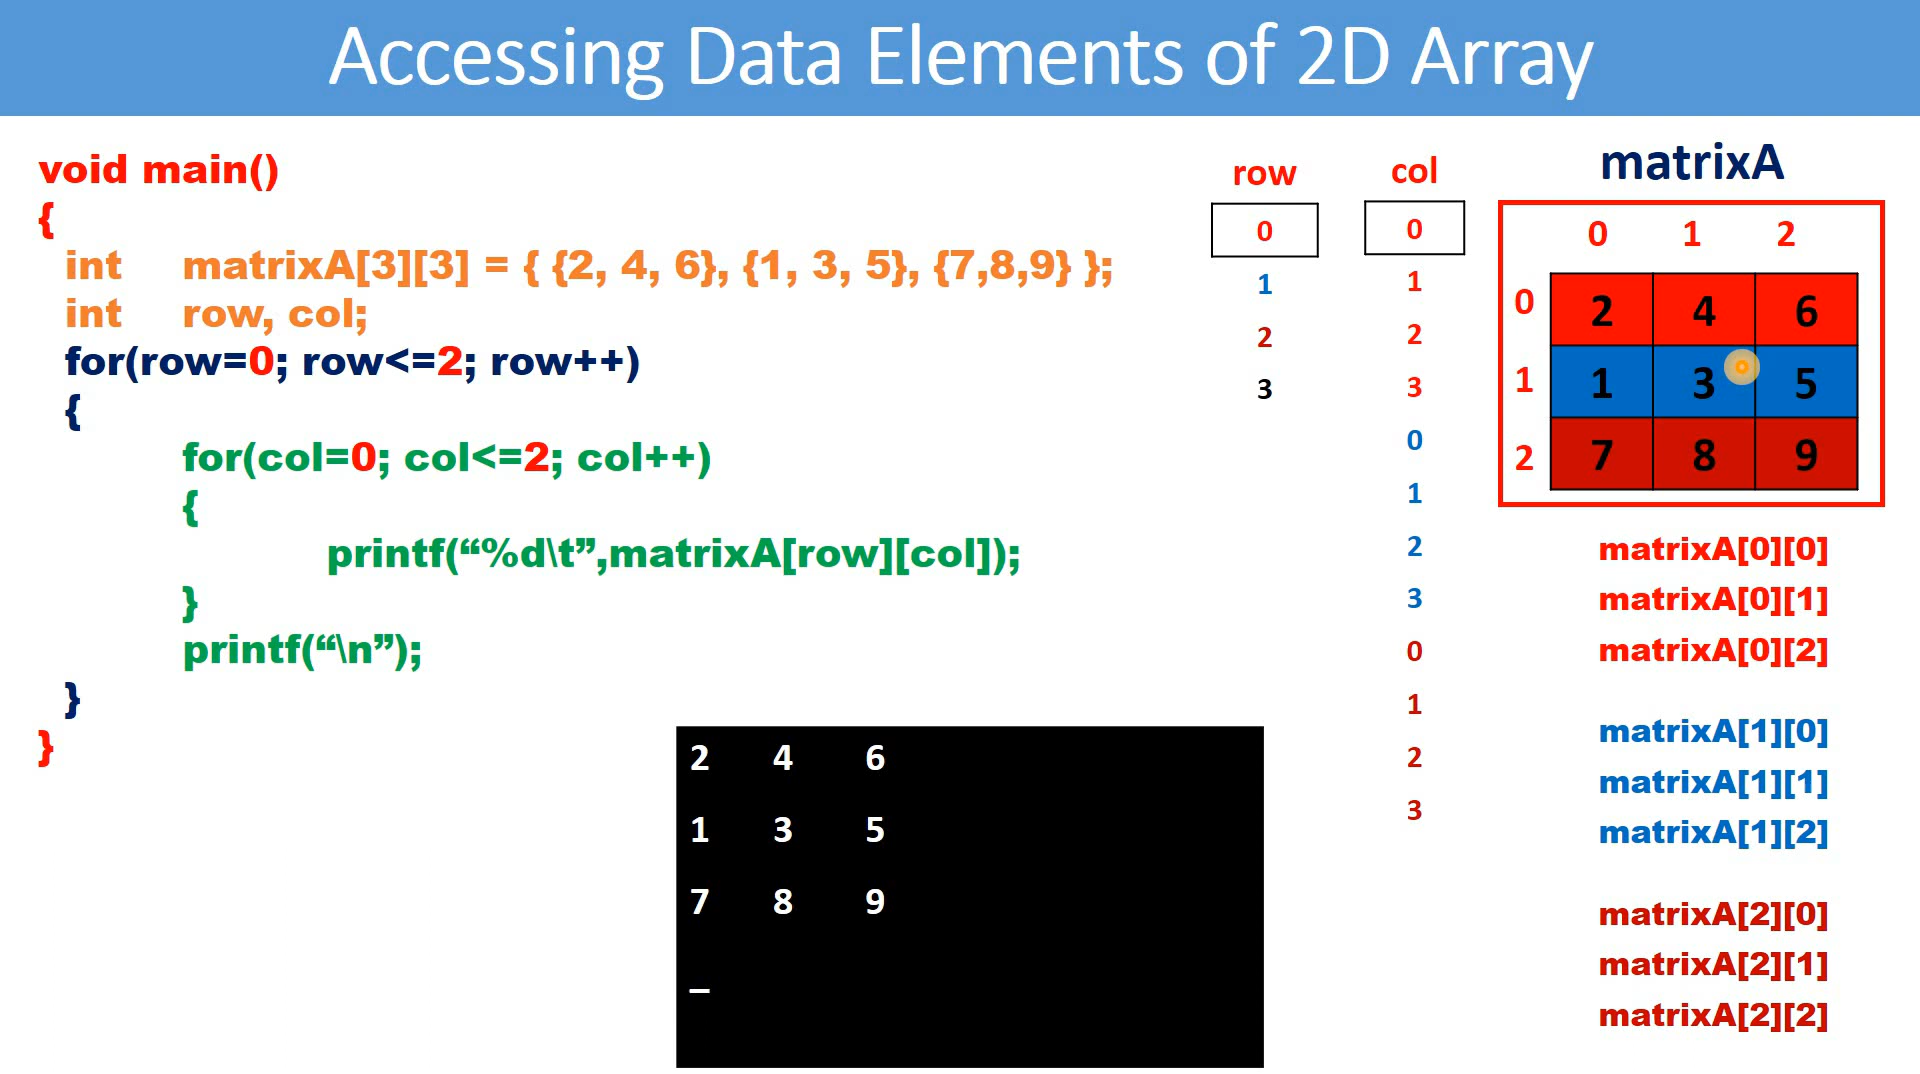 Accessing Data Elements of 2D Array
void main()
{
int matrixA[3][3] = { {2, 4, 6}, {1, 3, 5}, {7,8,9} };
int row, col;
for(row=0; row<=2; row++)
{
for(col=0; col<=2; col++)
{
printf(“%d\t”,matrixA[row][col]);
}
printf(“\n”);
}
}
2 4 6
1 3 5
7 8 9
_
row
0
1
2
3
col
0
1
2
3
0
1
2
3
0
1
2
3
matrixA
0 1 2
0 2 4 6
1 1 3 5
2 7 8 9
matrixA[0][0]
matrixA[0][1]
matrixA[0][2]
matrixA[1][0]
matrixA[1][1]
matrixA[1][2]
matrixA[2][0]
matrixA[2][1]
matrixA[2][2]